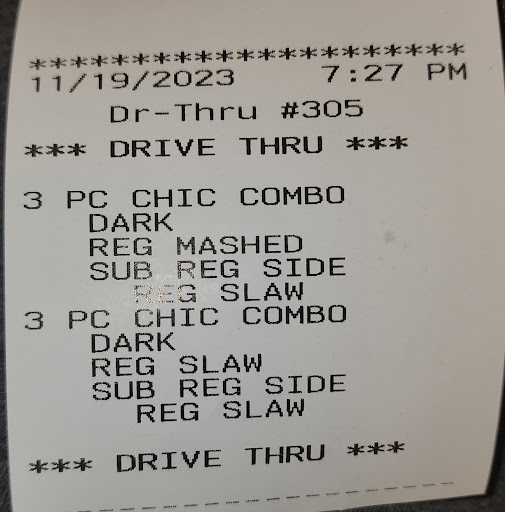 **********************
11/19/2023 7:27 PM
Dr-Thru #305
*** DRIVE THRU ***
3 PC CHIC COMBO
DARK
REG MASHED
SUB REG SIDE
REG SLAW
3 PC CHIC COMBO
DARK
REG SLAW
SUB REG SIDE
REG SLAW
*** DRIVE THRU ***